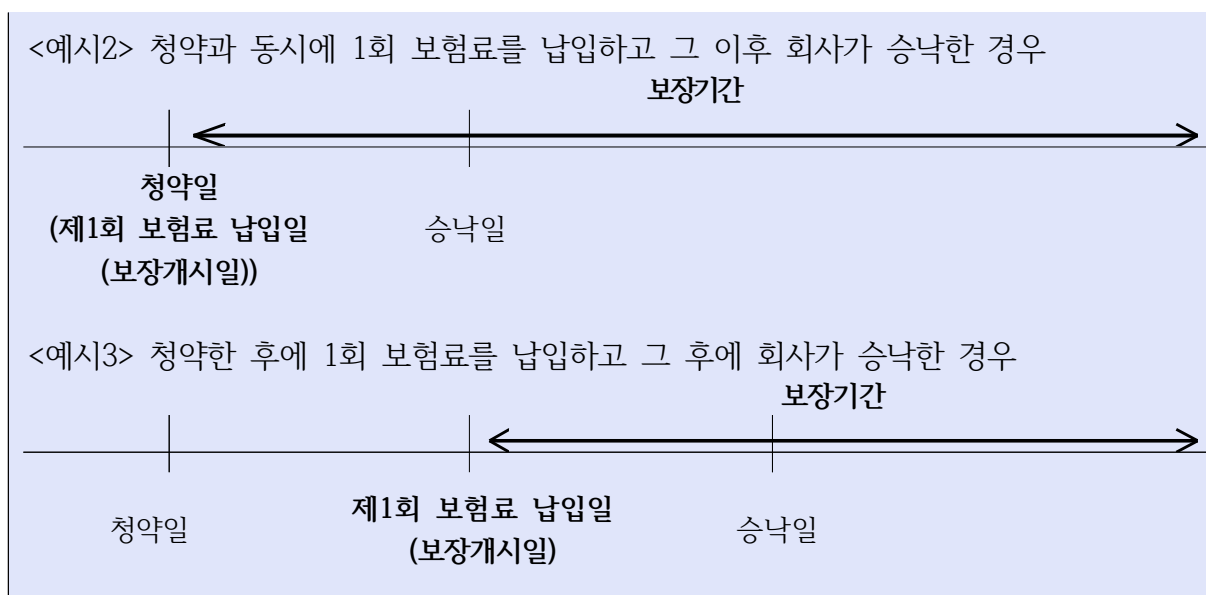 <예시2> 청약과 동시에 1회 보험료를 납입하고 그 이후 회사가 승낙한 경우
보장기간
청약일
(제1회 보험료 납입일
(보장개시일))
승낙일
<예시3> 청약한 후에 1회 보험료를 납입하고 그 후에 회사가 승낙한 경우
보장기간
청약일
제1회 보험료 납입일
(보장개시일)
승낙일